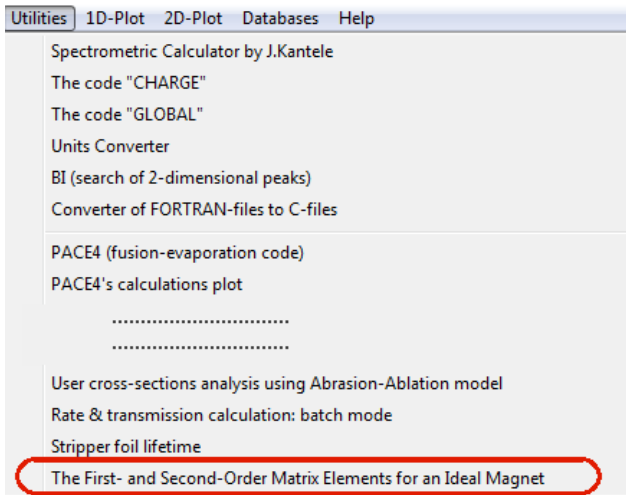 Utilities 1D-Plot 2D-Plot Databases Help
Spectrometric Calculator by J.Kantele
The code "CHARGE"
The code "GLOBAL"
Units Converter
BI (search of 2-dimensional peaks)
Converter of FORTRAN-files to C-files
PACE4 (fusion-evaporation code)
PACE4's calculations plot
...............................
...............................
User cross-sections analysis using Abrasion-Ablation model
Rate & transmission calculation: batch mode
Stripper foil lifetime
The First- and Second-Order Matrix Elements for an Ideal Magnet